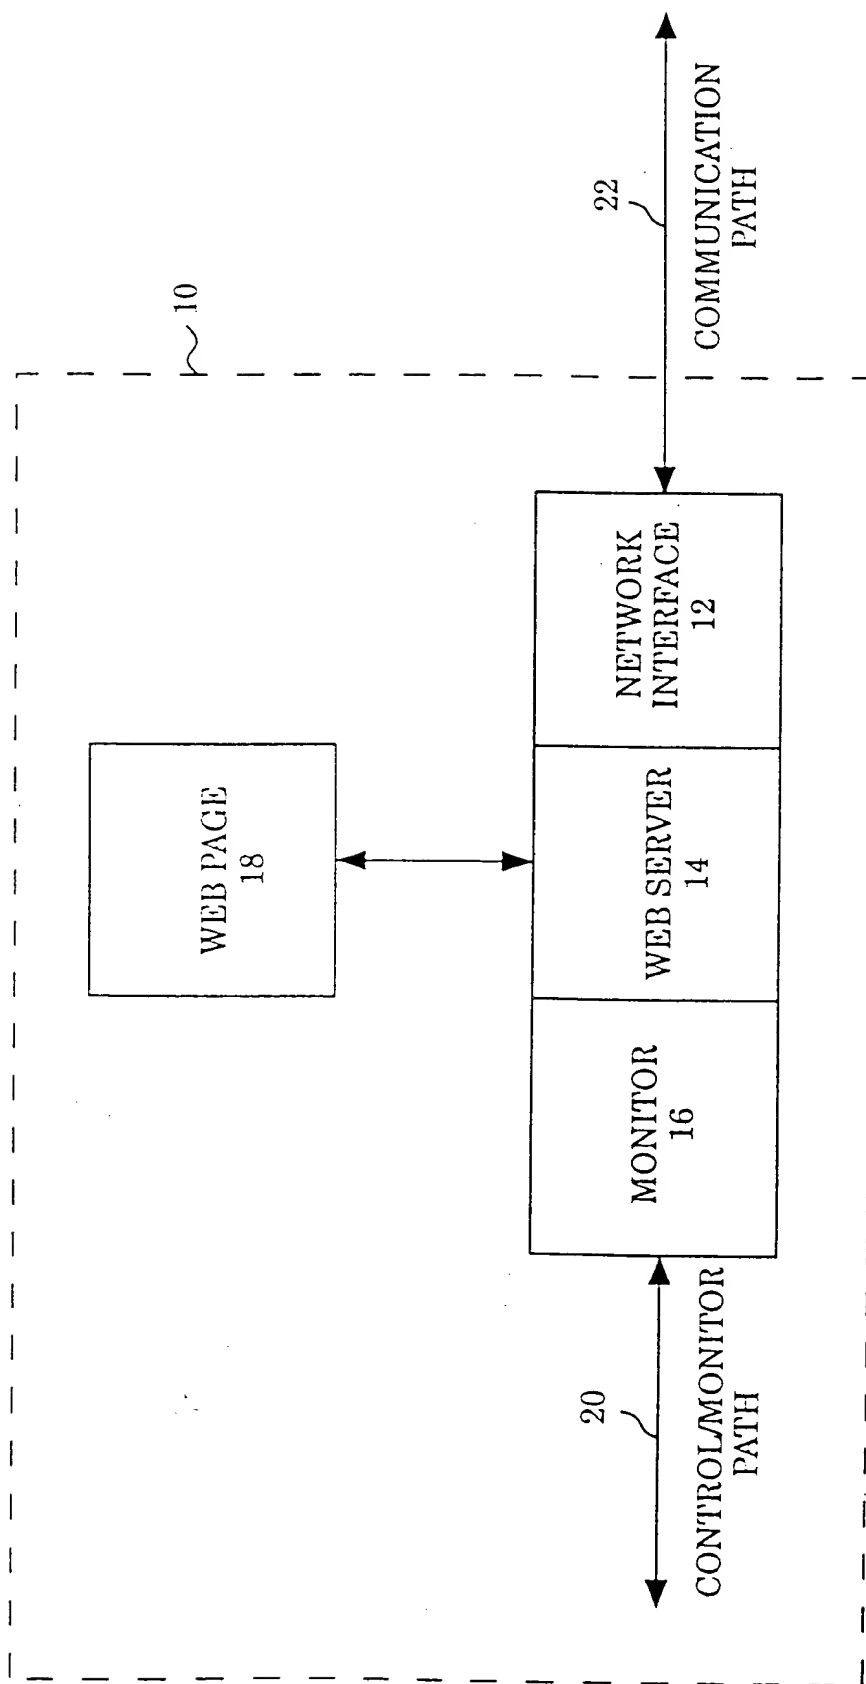 10
WEB PAGE
18
20
CONTROL/MONITOR
PATH
MONITOR
16
WEB SERVER
14
NETWORK
INTERFACE
12
22
COMMUNICATION
PATH